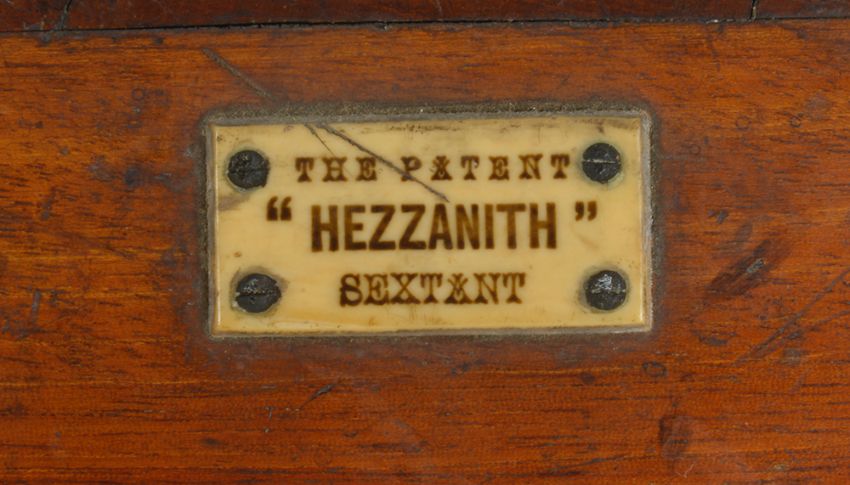 THE PATENT
“HEZZANITH”
SEXTANT